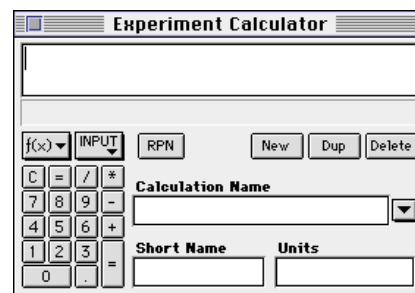 Experiment Calculator
f(x) INPUT RPN New Dup Delete
C = / *
Calculation Name
7 8 9 -
4 5 6 +
Short Name Units
1 2 3 =
0 .